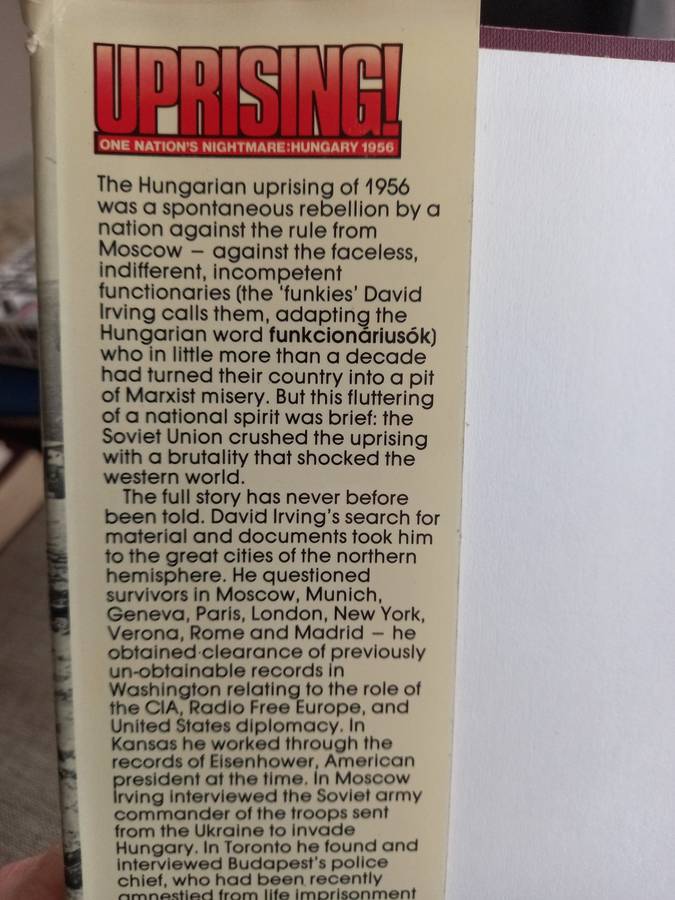 UPRISING!
ONE NATION'S NIGHTMARE:HUNGARY 1956
The Hungarian uprising of 1956
was a spontaneous rebellion by a
nation against the rule from
Moscow – against the faceless,
indifferent, incompetent
functionaries (the 'funkies' David
Irving calls them, adapting the
Hungarian word funkcionáriusók)
who in little more than a decade
had turned their country into a pit
of Marxist misery. But this fluttering
of a national spirit was brief: the
Soviet Union crushed the uprising
with a brutality that shocked the
western world.
The full story has never before
been told. David Irving's search for
material and documents took him
to the great cities of the northern
hemisphere. He questioned
survivors in Moscow, Munich,
Geneva, Paris, London, New York,
Verona, Rome and Madrid – he
obtained clearance of previously
un-obtainable records in
Washington relating to the role of
the CIA, Radio Free Europe, and
United States diplomacy. In
Kansas he worked through the
records of Eisenhower, American
president at the time. In Moscow
Irving interviewed the Soviet army
commander of the troops sent
from the Ukraine to invade
Hungary. In Toronto he found and
interviewed Budapest's police
chief, who had been recently
amnestied from life imprisonment